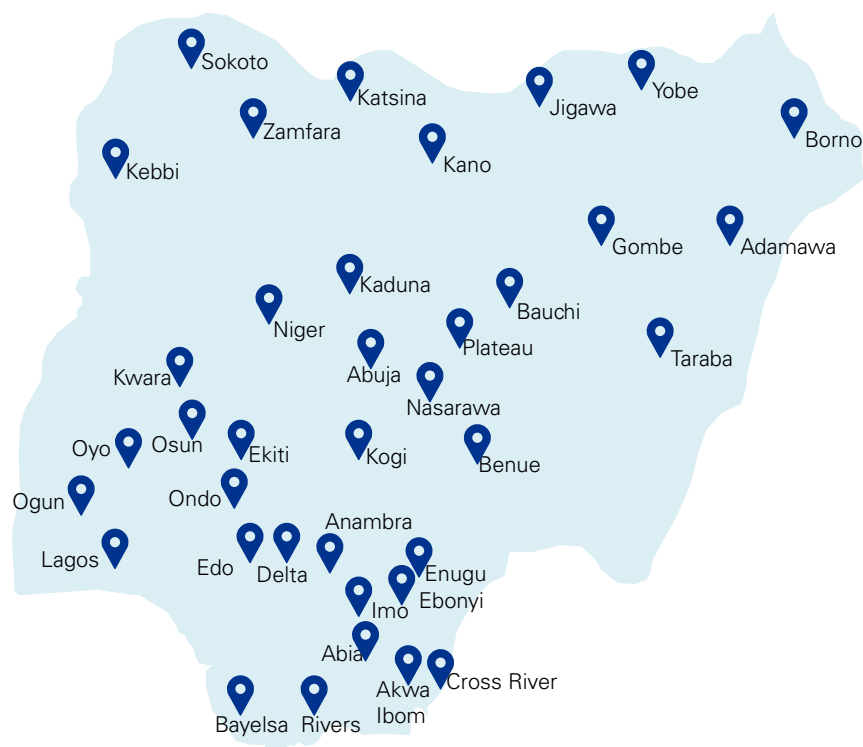 Sokoto
Katsina
Jigawa
Yobe
Zamfara
Borno
Kebbi
Kano
Gombe
Adamawa
Kaduna
Bauchi
Niger
Plateau
Taraba
Abuja
Kwara
Nasarawa
Osun
Oyo
Ekiti
Kogi
Benue
Ogun
Ondo
Anambra
Lagos
Edo
Delta
Enugu
Ebonyi
Imo
Abia
Cross River
Akwa
Ibom
Bayelsa
Rivers